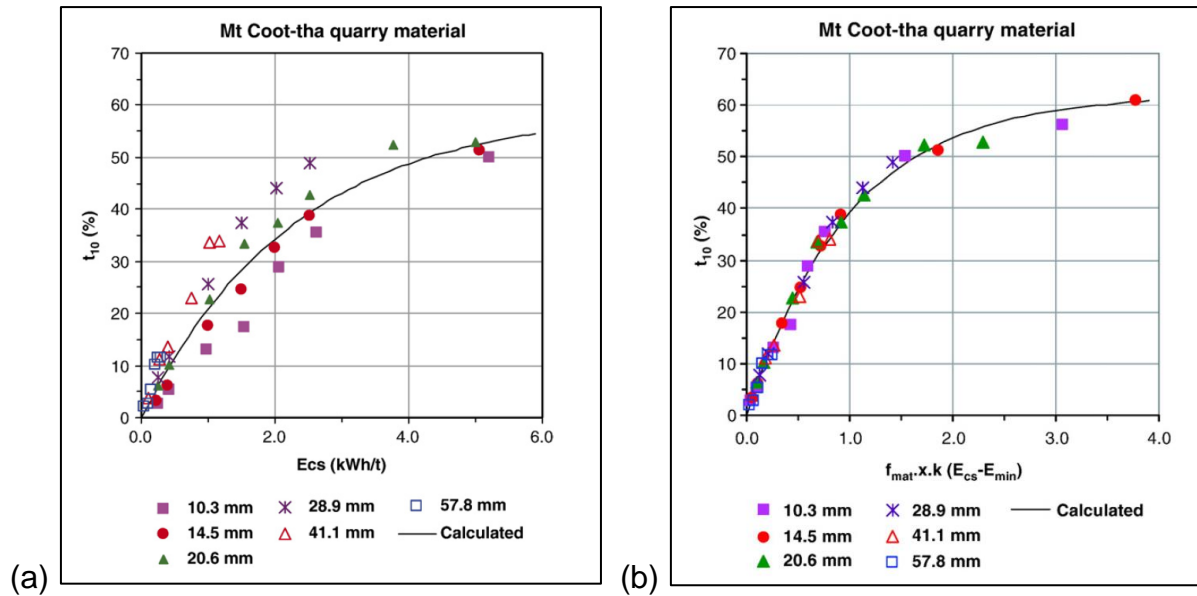 (a)
Mt Coot-tha quarry material
70
60
50
40
30
20
10
0
t10 (%)
0.0 2.0 4.0 6.0
Ecs (kWh/t)
10.3 mm 28.9 mm 57.8 mm
14.5 mm 41.1 mm Calculated
20.6 mm
(b)
Mt Coot-tha quarry material
70
60
50
40
30
20
10
0
t10 (%)
0.0 1.0 2.0 3.0 4.0
fmat.x.k (Ecs-Emin)
10.3 mm 28.9 mm Calculated
14.5 mm 41.1 mm
20.6 mm 57.8 mm